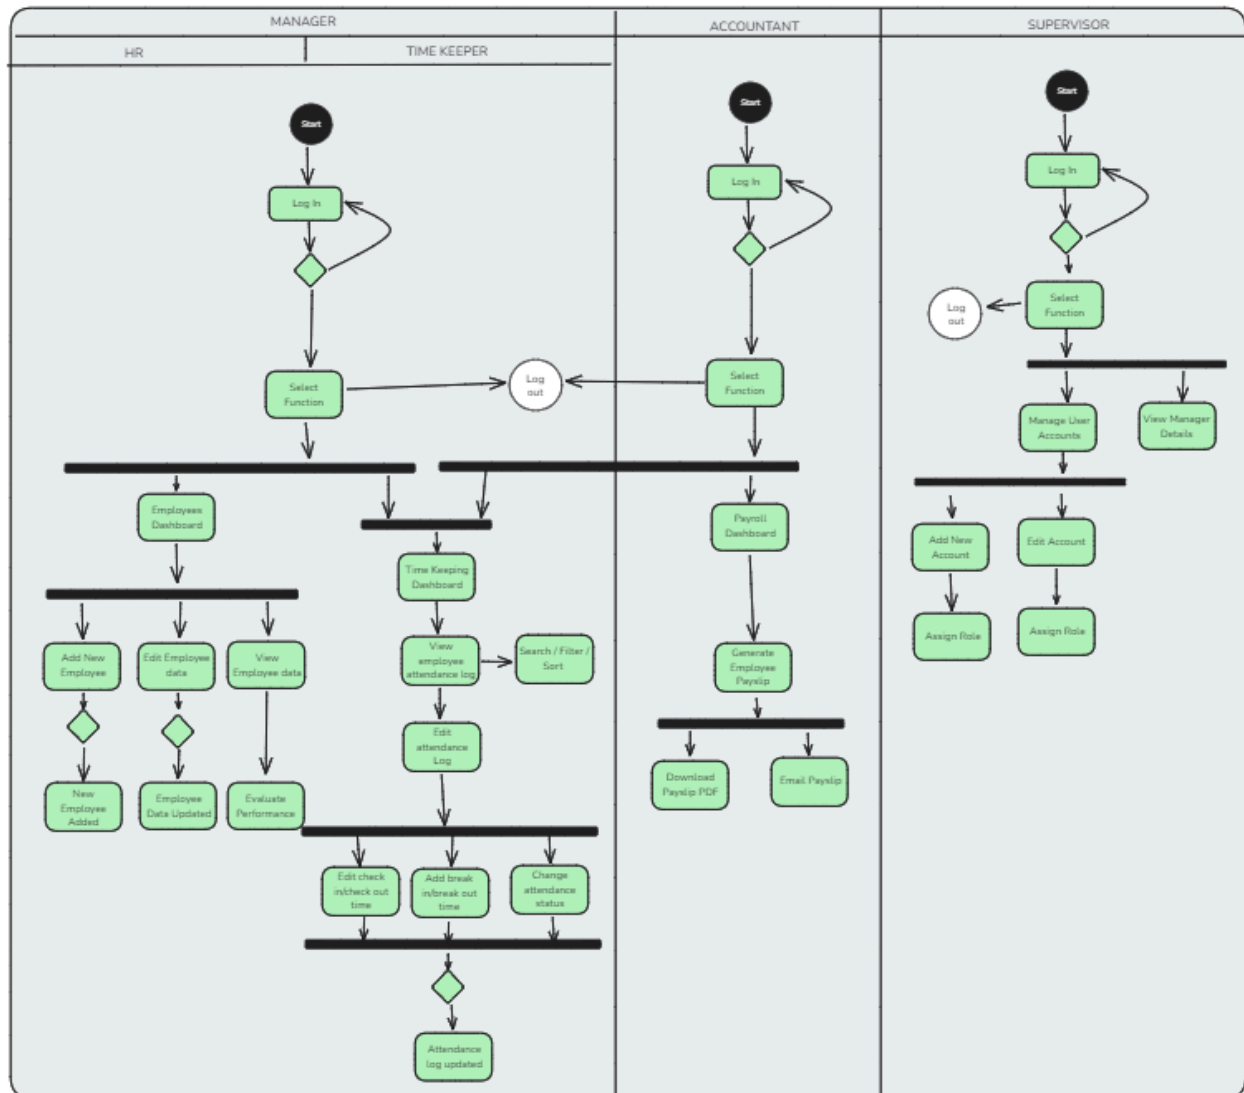 MANAGER
ACCOUNTANT
SUPERVISOR
HR
TIME KEEPER
Start
Log In
Select
Function
Log
out
Employees
Dashboard
Add New
Employee
Edit Employee
data
View
Employee data
New
Employee
Added
Employee
Data Updated
Evaluate
Performance
Time Keeping
Dashboard
View
employee
attendance log
Search / Filter /
Sort
Edit
attendance
Log
Edit check
in/check out
time
Add break
in/break out
time
Change
attendance
status
Attendance
log updated
Start
Log In
Select
Function
Payroll
Dashboard
Generate
Employee
Payslip
Download
Payslip PDF
Email Payslip
Start
Log In
Select
Function
Log
out
Manage User
Accounts
View Manager
Details
Add New
Account
Edit Account
Assign Role
Assign Role